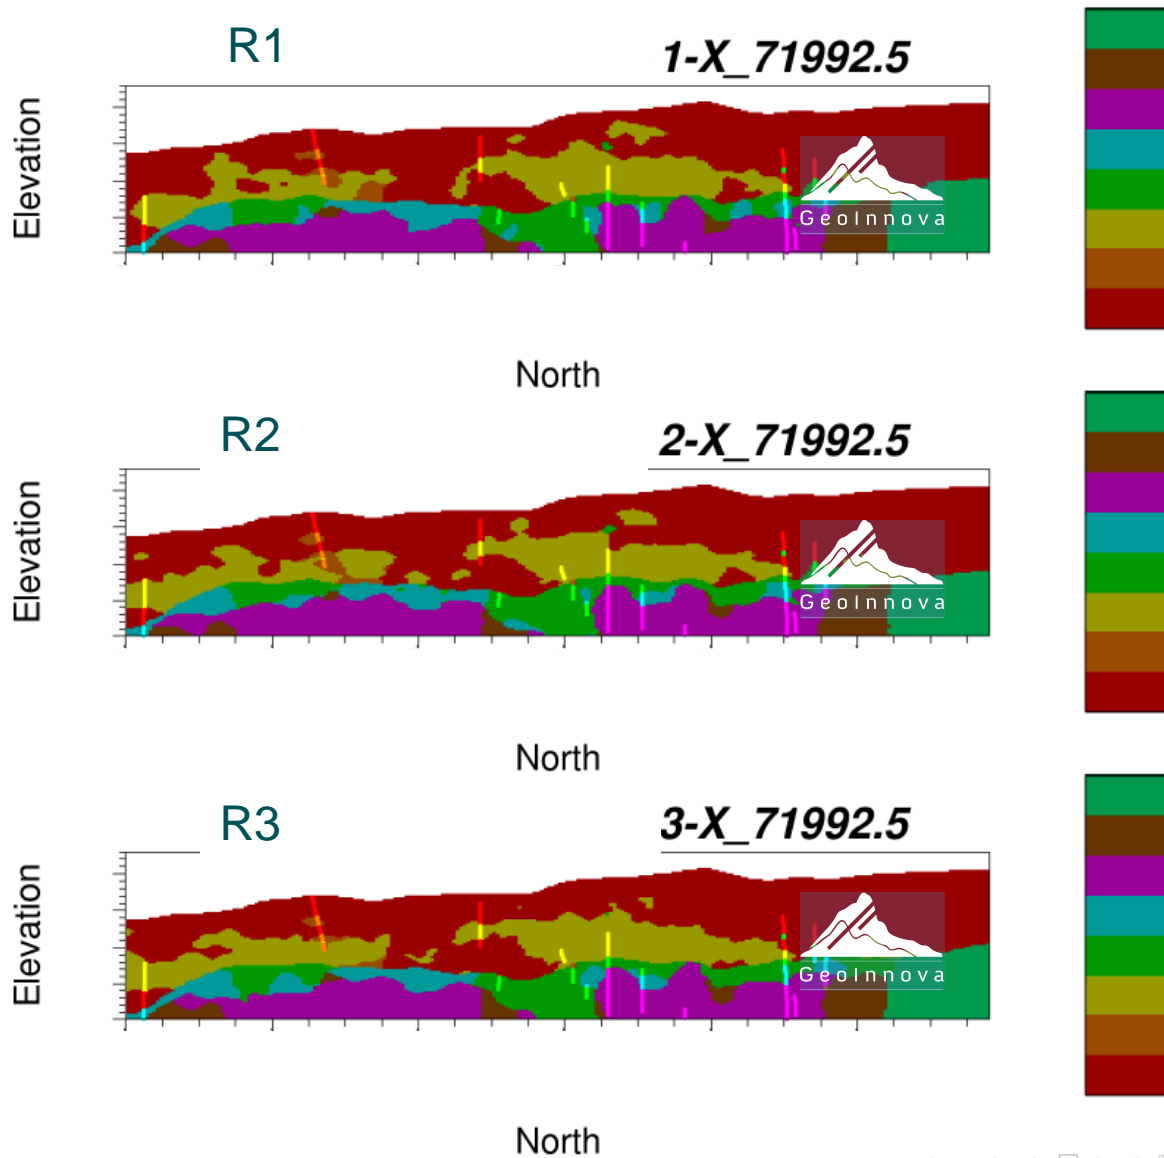 R1
1-X_71992.5
Elevation
GeoInnova
North
R2
2-X_71992.5
Elevation
GeoInnova
North
R3
3-X_71992.5
Elevation
GeoInnova
North